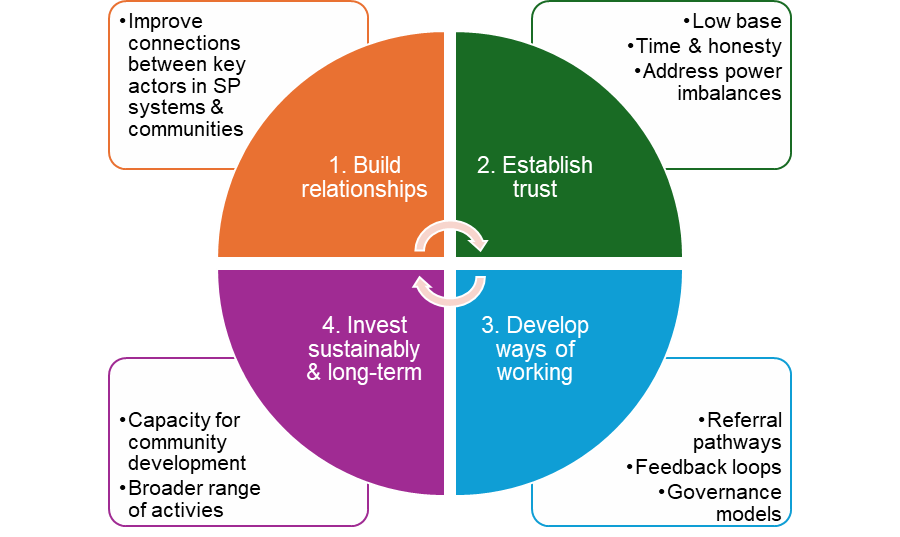 •Improve
connections
between key
actors in SP
systems &
communities
•Low base
•Time & honesty
•Address power
imbalances
1. Build
relationships
2. Establish
trust
4. Invest
sustainably
& long-term
3. Develop
ways of
working
•Capacity for
community
development
•Broader range
of activies
•Referral
pathways
•Feedback loops
•Governance
models